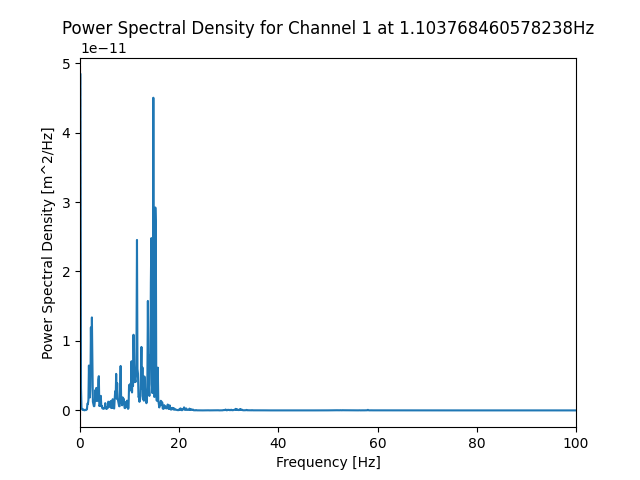 Power Spectral Density for Channel 1 at 1.103768460578238Hz
1e−11
5
4
3
2
1
0
Power Spectral Density [m^2/Hz]
0 20 40 60 80 100
Frequency [Hz]